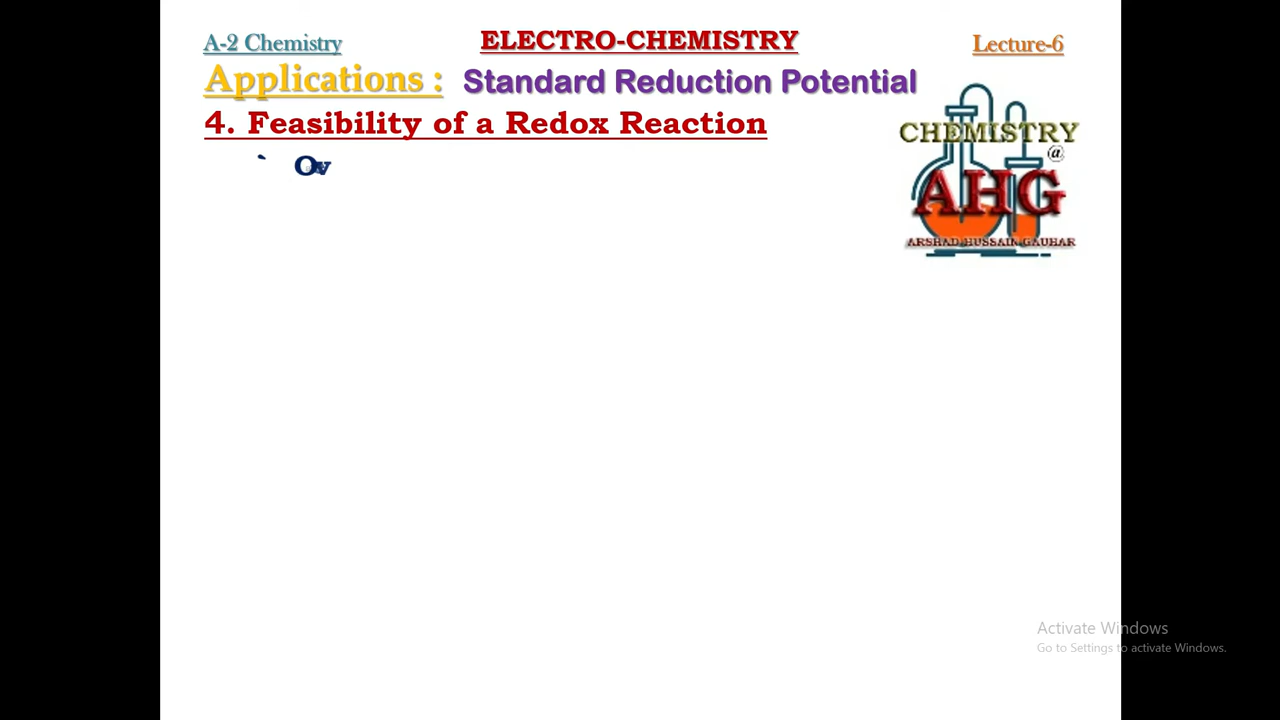 A-2 Chemistry
ELECTRO-CHEMISTRY
Lecture-6
Applications : Standard Reduction Potential
4. Feasibility of a Redox Reaction
CHEMISTRY
@
AHG
ARSHAD HUSSAIN GAUHAR
Activate Windows
Go to Settings to activate Windows.